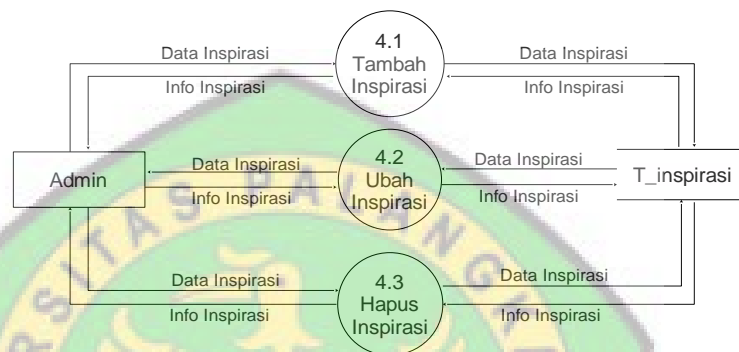 4.1
Tambah
Inspirasi
Data Inspirasi
Data Inspirasi
Info Inspirasi
Info Inspirasi
Admin
4.2
Ubah
Inspirasi
T_inspirasi
Data Inspirasi
Data Inspirasi
Info Inspirasi
Info Inspirasi
4.3
Hapus
Inspirasi
Data Inspirasi
Data Inspirasi
Info Inspirasi
Info Inspirasi
RSITAS PALANGK